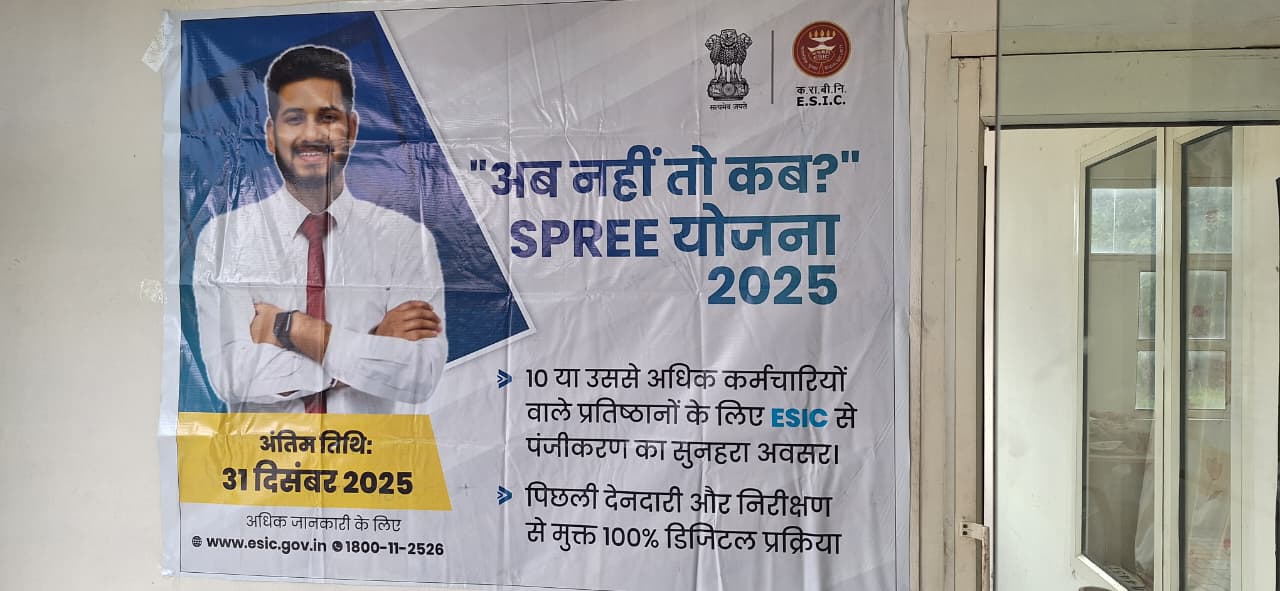 सत्यमेव जयते
क.रा.बी.नि.
E.S.I.C.
"अब नहीं तो कब?"
SPREE योजना
2025
10 या उससे अधिक कर्मचारियों
वाले प्रतिष्ठानों के लिए ESIC से
पंजीकरण का सुनहरा अवसर।
पिछली देनदारी और निरीक्षण
से मुक्त 100% डिजिटल प्रक्रिया
अंतिम तिथि:
31 दिसंबर 2025
अधिक जानकारी के लिए
www.esic.gov.in 1800-11-2526